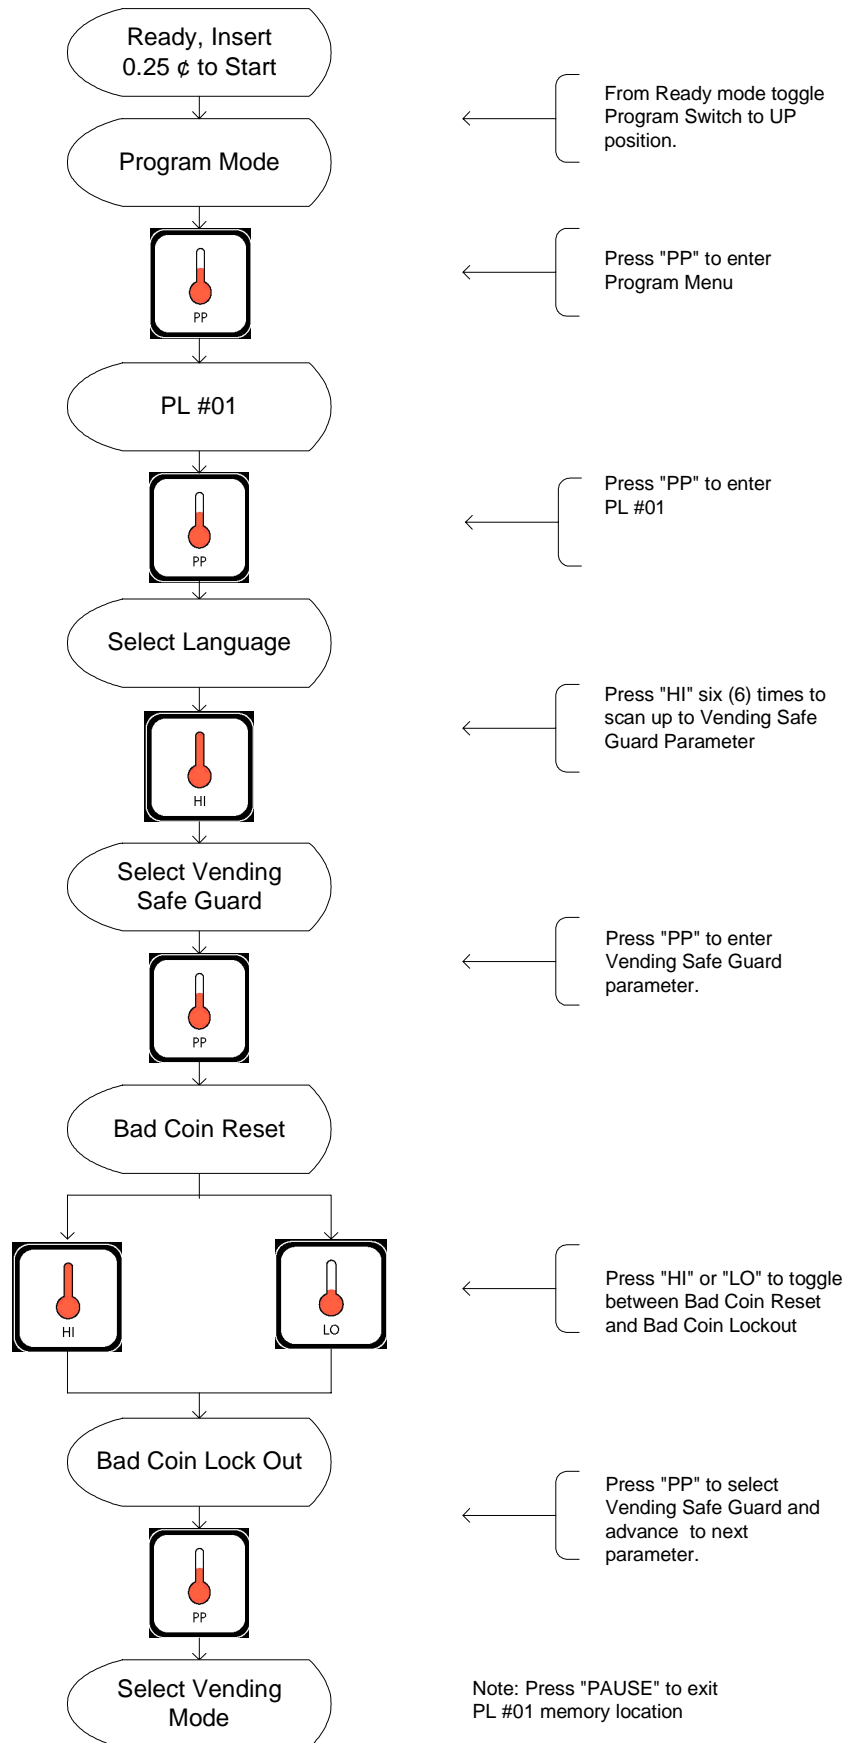 Ready, Insert
0.25 ¢ to Start
From Ready mode toggle
Program Switch to UP
position.
Program Mode
Press "PP" to enter
Program Menu
PP
PL #01
Press "PP" to enter
PL #01
PP
Select Language
Press "HI" six (6) times to
scan up to Vending Safe
Guard Parameter
HI
Select Vending
Safe Guard
Press "PP" to enter
Vending Safe Guard
parameter.
PP
Bad Coin Reset
HI
LO
Press "HI" or "LO" to toggle
between Bad Coin Reset
and Bad Coin Lockout
Bad Coin Lock Out
Press "PP" to select
Vending Safe Guard and
advance  to next
parameter.
PP
Select Vending
Mode
Note: Press "PAUSE" to exit
PL #01 memory location